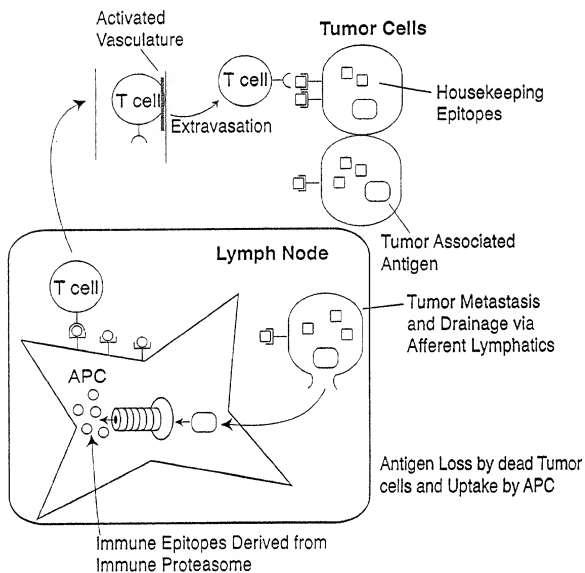 Activated
Vasculature
Tumor Cells
T cell
T cell
Extravasation
Housekeeping
Epitopes
Tumor Associated
Antigen
Lymph Node
T cell
Tumor Metastasis
and Drainage via
Afferent Lymphatics
APC
Antigen Loss by dead Tumor
cells and Uptake by APC
Immune Epitopes Derived from
Immune Proteasome